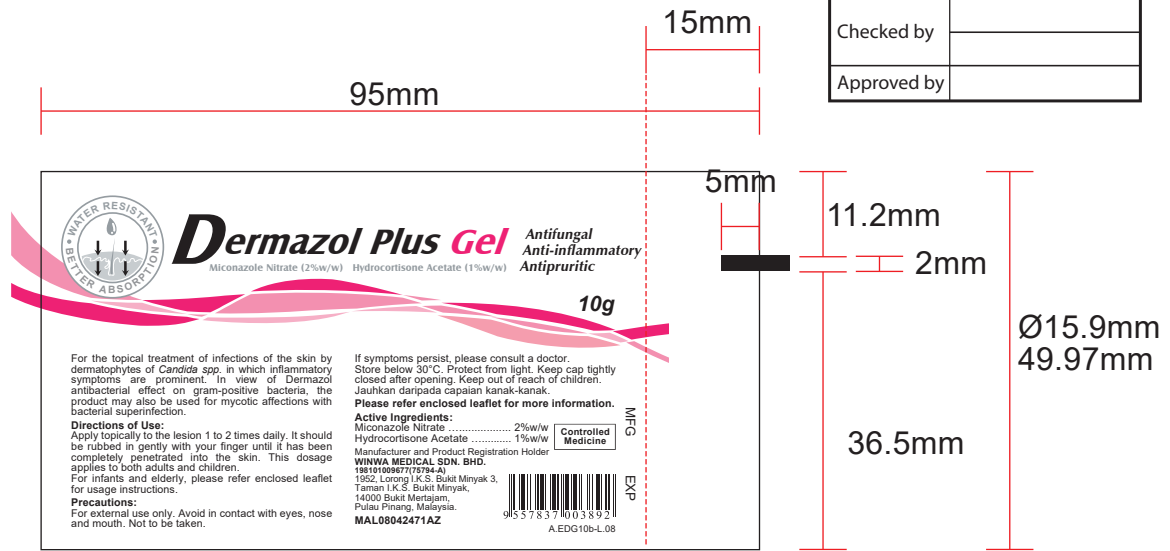 Checked by
Approved by
15mm
95mm
5mm
11.2mm
2mm
Ø15.9mm
49.97mm
36.5mm
WATER RESISTANT
BETTER ABSORPTION
Dermazol Plus Gel
Miconazole Nitrate (2%w/w) Hydrocortisone Acetate (1%w/w)
Antifungal
Anti-inflammatory
Antipruritic
10g
For the topical treatment of infections of the skin by
dermatophytes of Candida spp. in which inflammatory
symptoms are prominent. In view of Dermazol
antibacterial effect on gram-positive bacteria, the
product may also be used for mycotic affections with
bacterial superinfection.
Directions of Use:
Apply topically to the lesion 1 to 2 times daily. It should
be rubbed in gently with your finger until it has been
completely penetrated into the skin. This dosage
applies to both adults and children.
For infants and elderly, please refer enclosed leaflet
for usage instructions.
Precautions:
For external use only. Avoid in contact with eyes, nose
and mouth. Not to be taken.
If symptoms persist, please consult a doctor.
Store below 30°C. Protect from light. Keep cap tightly
closed after opening. Keep out of reach of children.
Jauhkan daripada capaian kanak-kanak.
Please refer enclosed leaflet for more information.
Active Ingredients:
Miconazole Nitrate ...................... 2%w/w
Hydrocortisone Acetate ............ 1%w/w
Controlled
Medicine
Manufacturer and Product Registration Holder
WINWA MEDICAL SDN. BHD.
198101009677(75794-A)
1952, Lorong I.K.S. Bukit Minyak 3,
Taman I.K.S. Bukit Minyak,
14000 Bukit Mertajam,
Pulau Pinang, Malaysia.
MAL08042471AZ
9 557837 003892
A.EDG10b-L.08
MFG
EXP